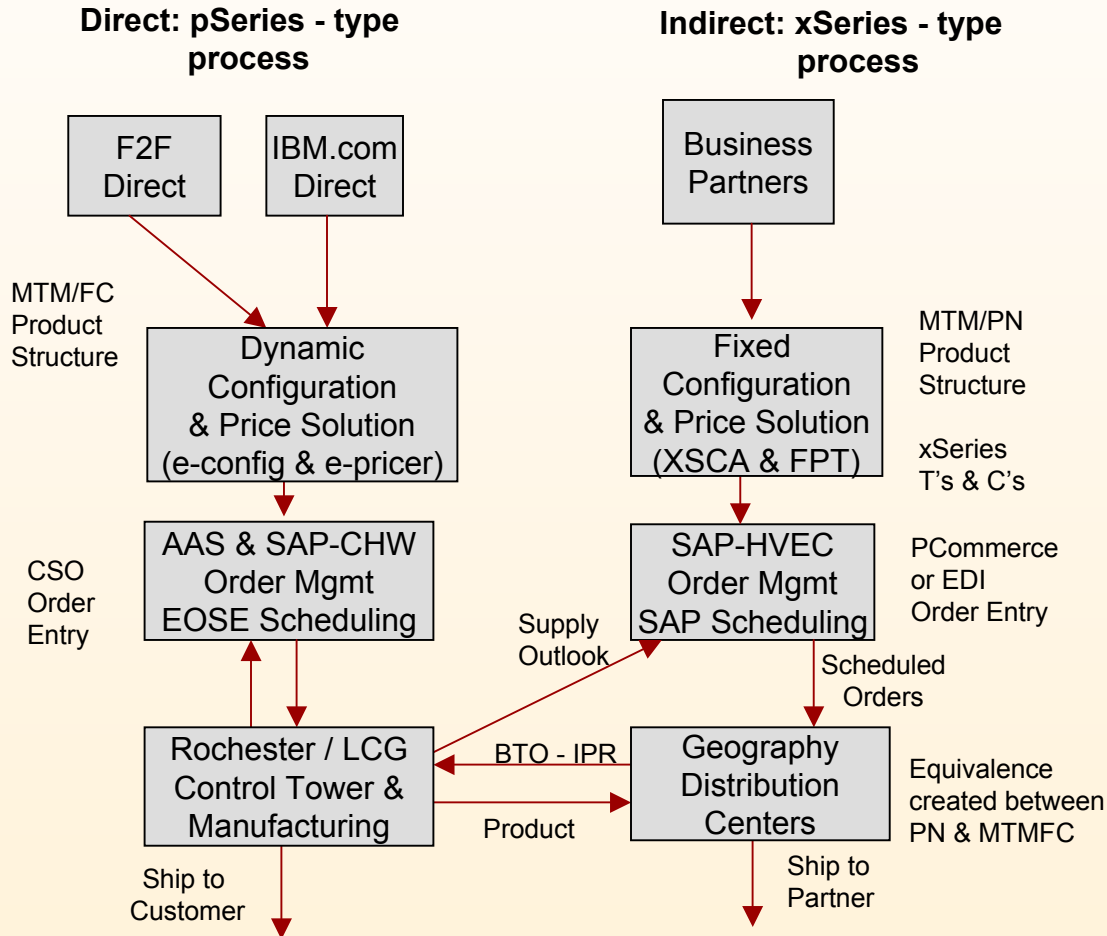 Direct: pSeries - type
process
Indirect: xSeries - type
process
F2F
Direct
IBM.com
Direct
Business
Partners
MTM/FC
Product
Structure
Dynamic
Configuration
& Price Solution
(e-config & e-pricer)
Fixed
Configuration
& Price Solution
(XSCA & FPT)
MTM/PN
Product
Structure
xSeries
T's & C's
CSO
Order
Entry
AAS & SAP-CHW
Order Mgmt
EOSE Scheduling
Supply
Outlook
SAP-HVEC
Order Mgmt
SAP Scheduling
PCommerce
or EDI
Order Entry
Scheduled
Orders
Rochester / LCG
Control Tower &
Manufacturing
BTO - IPR
Product
Geography
Distribution
Centers
Equivalence
created between
PN & MTMFC
Ship to
Customer
Ship to
Partner